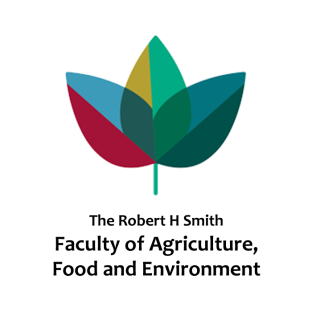 The Robert H Smith
Faculty of Agriculture,
Food and Environment